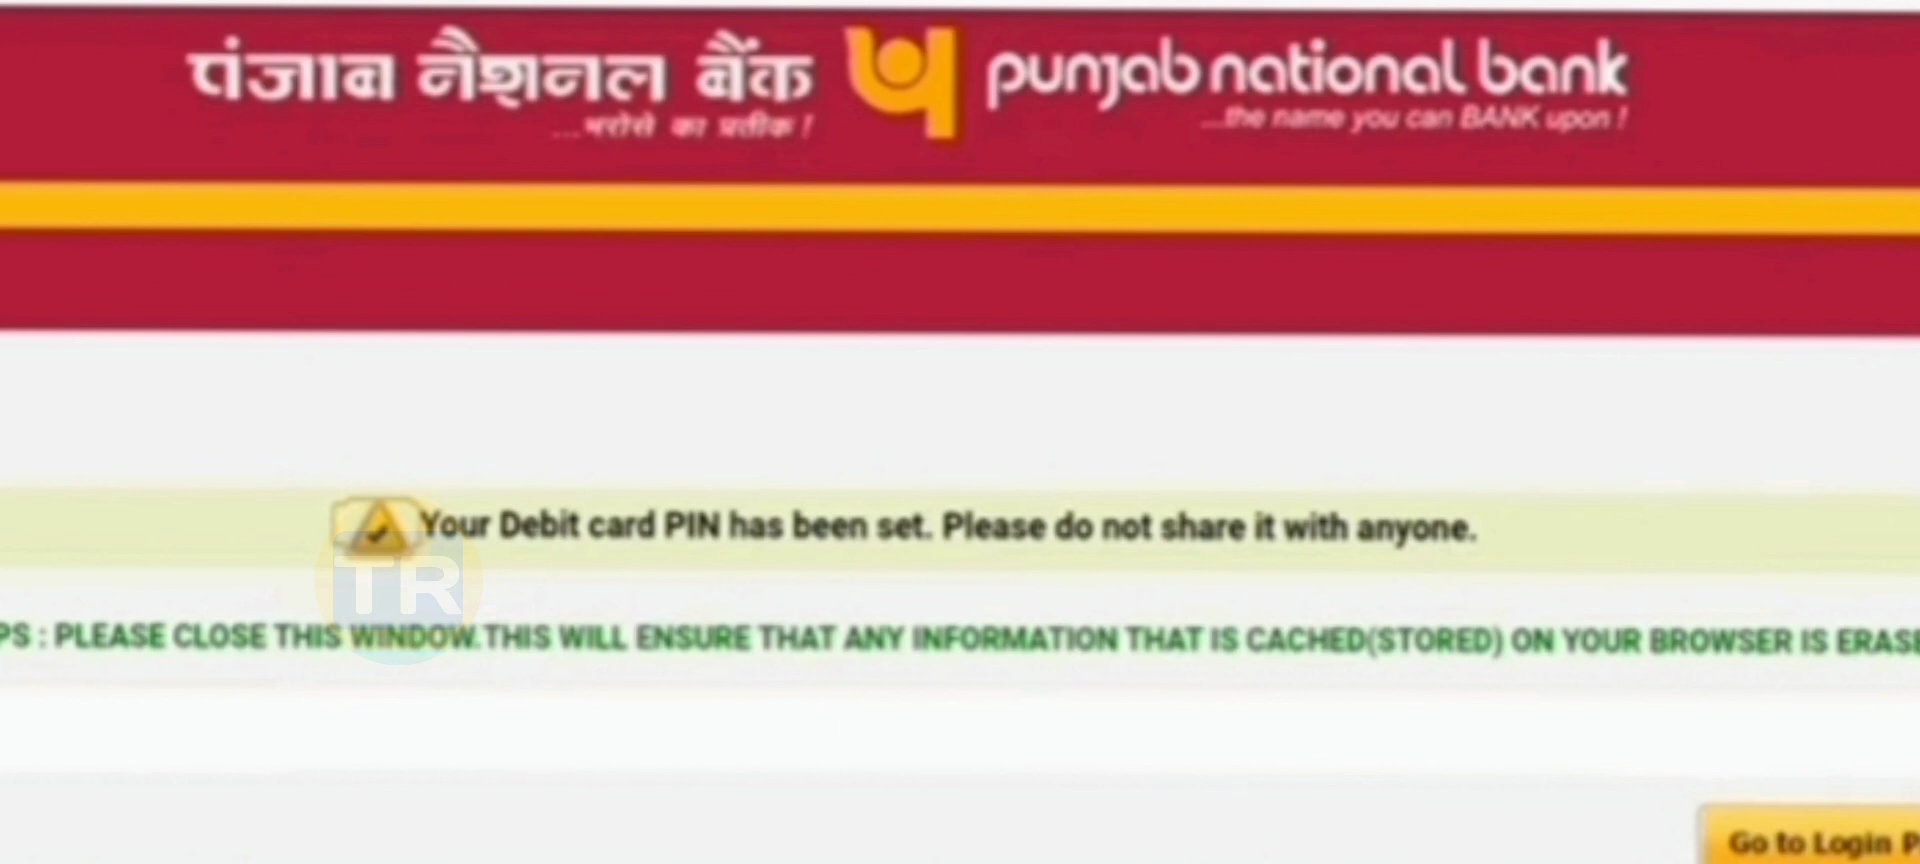 पंजाब नैशनल बैंक punjab national bank
...भरोसे का प्रतीक ! ...the name you can BANK upon !
Your Debit card PIN has been set. Please do not share it with anyone.
TR
PS : PLEASE CLOSE THIS WINDOW.THIS WILL ENSURE THAT ANY INFORMATION THAT IS CACHED(STORED) ON YOUR BROWSER IS ERASE
Go to Login P